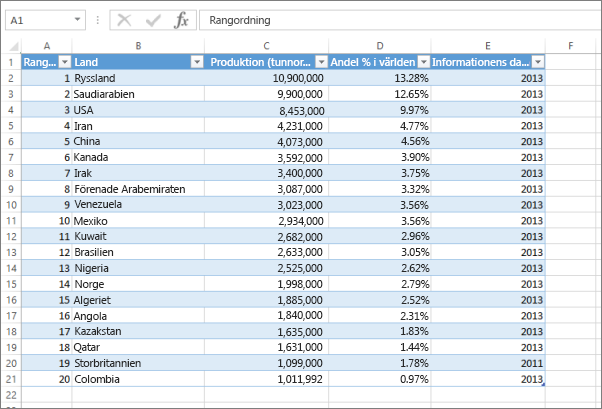 A1 fx Rangordning
A B C D E F
1 Rang... Land Produktion (tunnor... Andel % i världen Informationens da...
2 1 Ryssland 10,900,000 13.28% 2013
3 2 Saudiarabien 9,900,000 12.65% 2013
4 3 USA 8,453,000 9.97% 2013
5 4 Iran 4,231,000 4.77% 2013
6 5 China 4,073,000 4.56% 2013
7 6 Kanada 3,592,000 3.90% 2013
8 7 Irak 3,400,000 3.75% 2013
9 8 Förenade Arabemiraten 3,087,000 3.32% 2013
10 9 Venezuela 3,023,000 3.56% 2013
11 10 Mexiko 2,934,000 3.56% 2013
12 11 Kuwait 2,682,000 2.96% 2013
13 12 Brasilien 2,633,000 3.05% 2013
14 13 Nigeria 2,525,000 2.62% 2013
15 14 Norge 1,998,000 2.79% 2013
16 15 Algeriet 1,885,000 2.52% 2013
17 16 Angola 1,840,000 2.31% 2013
18 17 Kazakstan 1,635,000 1.83% 2013
19 18 Qatar 1,631,000 1.44% 2013
20 19 Storbritannien 1,099,000 1.78% 2011
21 20 Colombia 1,011,992 0.97% 2013
22